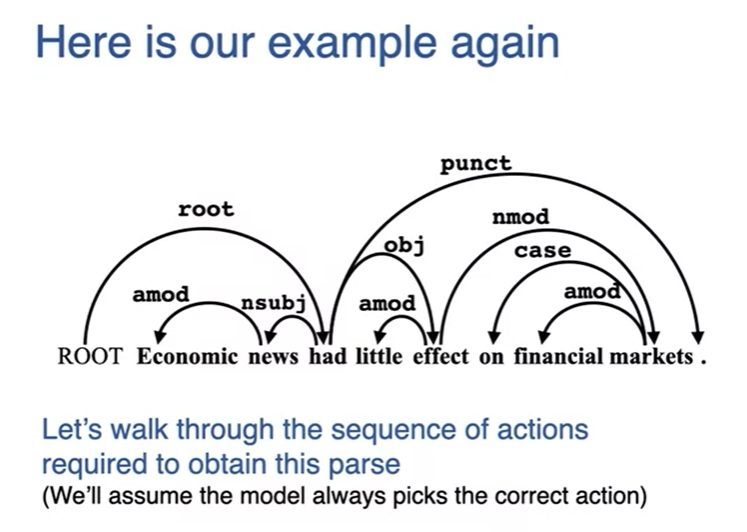 Here is our example again
punct
root
nmod
obj
case
amod
nsubj
amod
amod
ROOT Economic news had little effect on financial markets .
Let's walk through the sequence of actions
required to obtain this parse
(We'll assume the model always picks the correct action)